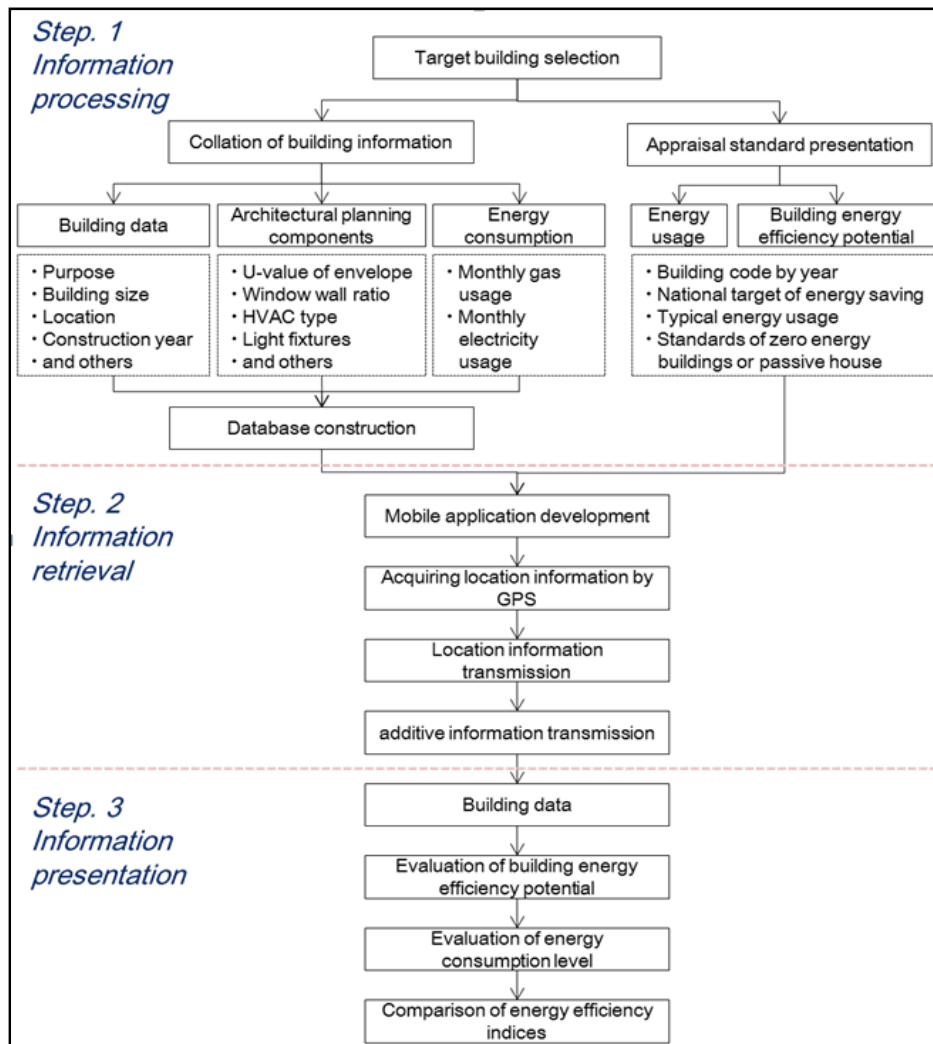 Step. 1
Information
processing
Target building selection
Collation of building information
Appraisal standard presentation
Building data
Architectural planning
components
Energy
consumption
Energy
usage
Building energy
efficiency potential
・Purpose
・Building size
・Location
・Construction year
・and others
・U-value of envelope
・Window wall ratio
・HVAC type
・Light fixtures
・and others
・Monthly gas
usage
・Monthly
electricity
usage
・Building code by year
・National target of energy saving
・Typical energy usage
・Standards of zero energy
buildings or passive house
Database construction
Step. 2
Information
retrieval
Mobile application development
Acquiring location information by
GPS
Location information
transmission
additive information transmission
Step. 3
Information
presentation
Building data
Evaluation of building energy
efficiency potential
Evaluation of energy
consumption level
Comparison of energy efficiency
indices